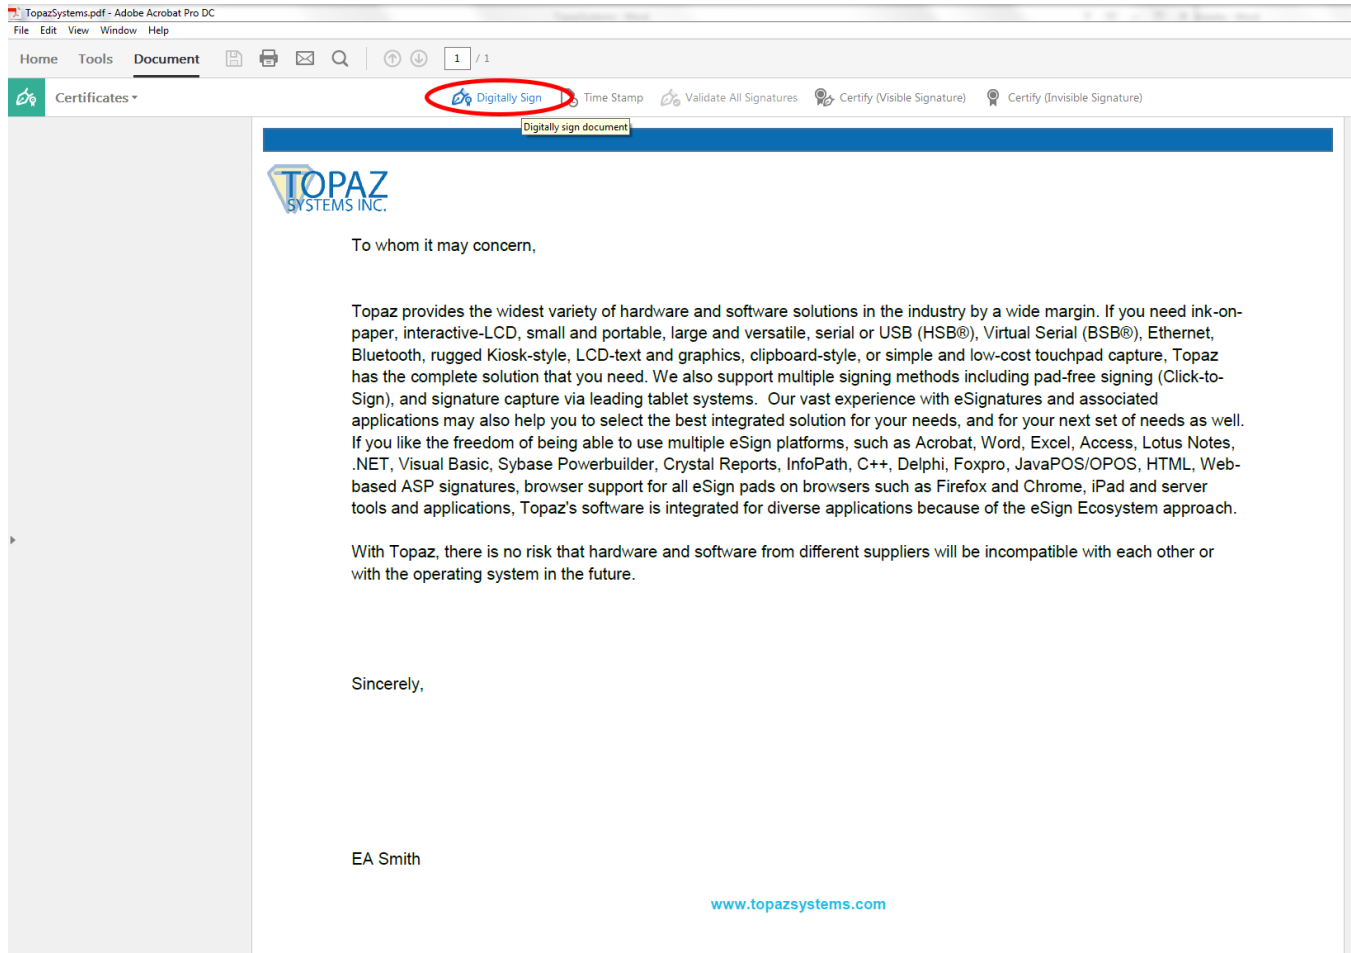 TopazSystems.pdf - Adobe Acrobat Pro DC
File Edit View Window Help
Home Tools Document 1 / 1
Certificates Digitally Sign Time Stamp Validate All Signatures Certify (Visible Signature) Certify (Invisible Signature)
Digitally sign document
TOPAZ
SYSTEMS INC.
To whom it may concern,
Topaz provides the widest variety of hardware and software solutions in the industry by a wide margin. If you need ink-on-
paper, interactive-LCD, small and portable, large and versatile, serial or USB (HSB®), Virtual Serial (BSB®), Ethernet,
Bluetooth, rugged Kiosk-style, LCD-text and graphics, clipboard-style, or simple and low-cost touchpad capture, Topaz
has the complete solution that you need. We also support multiple signing methods including pad-free signing (Click-to-
Sign), and signature capture via leading tablet systems.  Our vast experience with eSignatures and associated
applications may also help you to select the best integrated solution for your needs, and for your next set of needs as well.
If you like the freedom of being able to use multiple eSign platforms, such as Acrobat, Word, Excel, Access, Lotus Notes,
.NET, Visual Basic, Sybase Powerbuilder, Crystal Reports, InfoPath, C++, Delphi, Foxpro, JavaPOS/OPOS, HTML, Web-
based ASP signatures, browser support for all eSign pads on browsers such as Firefox and Chrome, iPad and server
tools and applications, Topaz's software is integrated for diverse applications because of the eSign Ecosystem approach.
With Topaz, there is no risk that hardware and software from different suppliers will be incompatible with each other or
with the operating system in the future.
Sincerely,
EA Smith
www.topazsystems.com